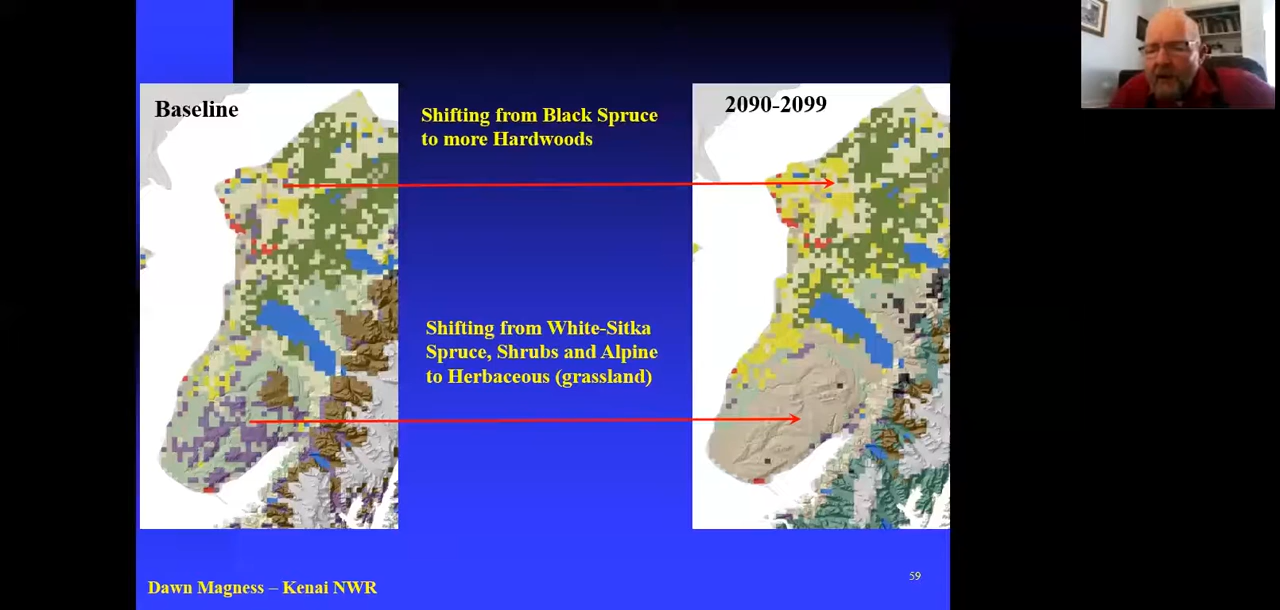 Baseline
Shifting from Black Spruce
to more Hardwoods
2090-2099
Shifting from White-Sitka
Spruce, Shrubs and Alpine
to Herbaceous (grassland)
Dawn Magness – Kenai NWR
59